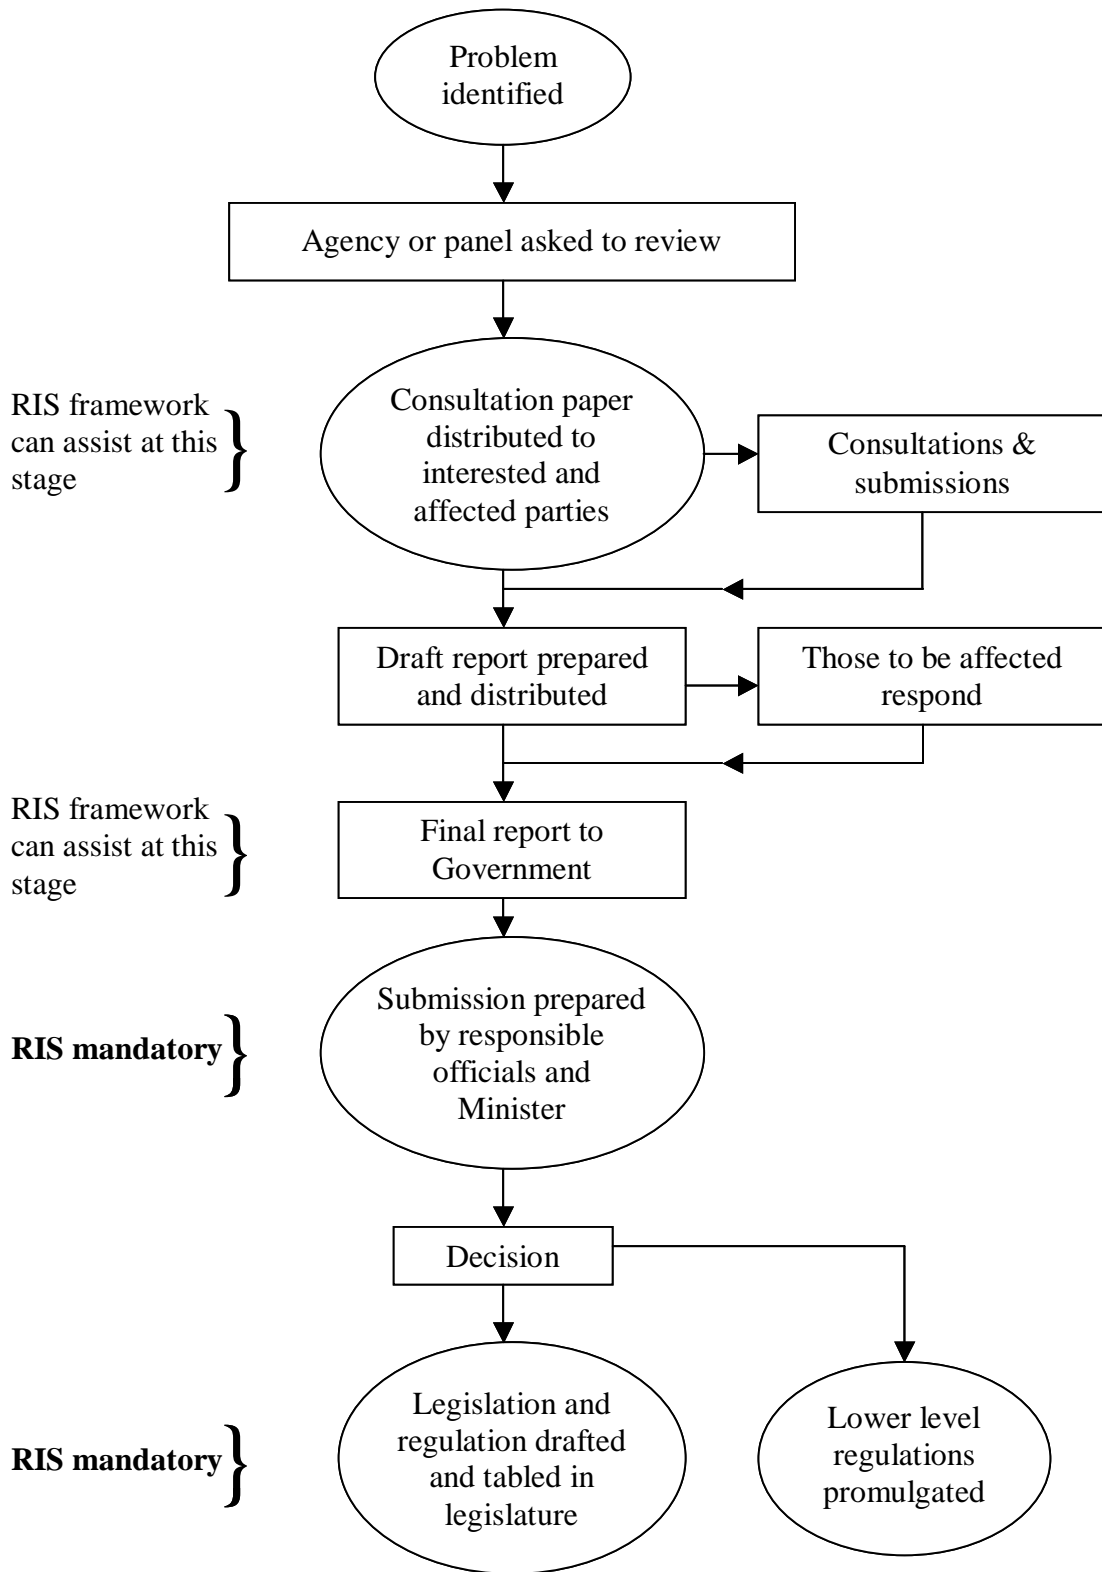 Problem
identified
Agency or panel asked to review
RIS framework
can assist at this
stage
Consultation paper
distributed to
interested and
affected parties
Consultations &
submissions
Draft report prepared
and distributed
Those to be affected
respond
RIS framework
can assist at this
stage
Final report to
Government
RIS mandatory
Submission prepared
by responsible
officials and
Minister
Decision
RIS mandatory
Legislation and
regulation drafted
and tabled in
legislature
Lower level
regulations
promulgated